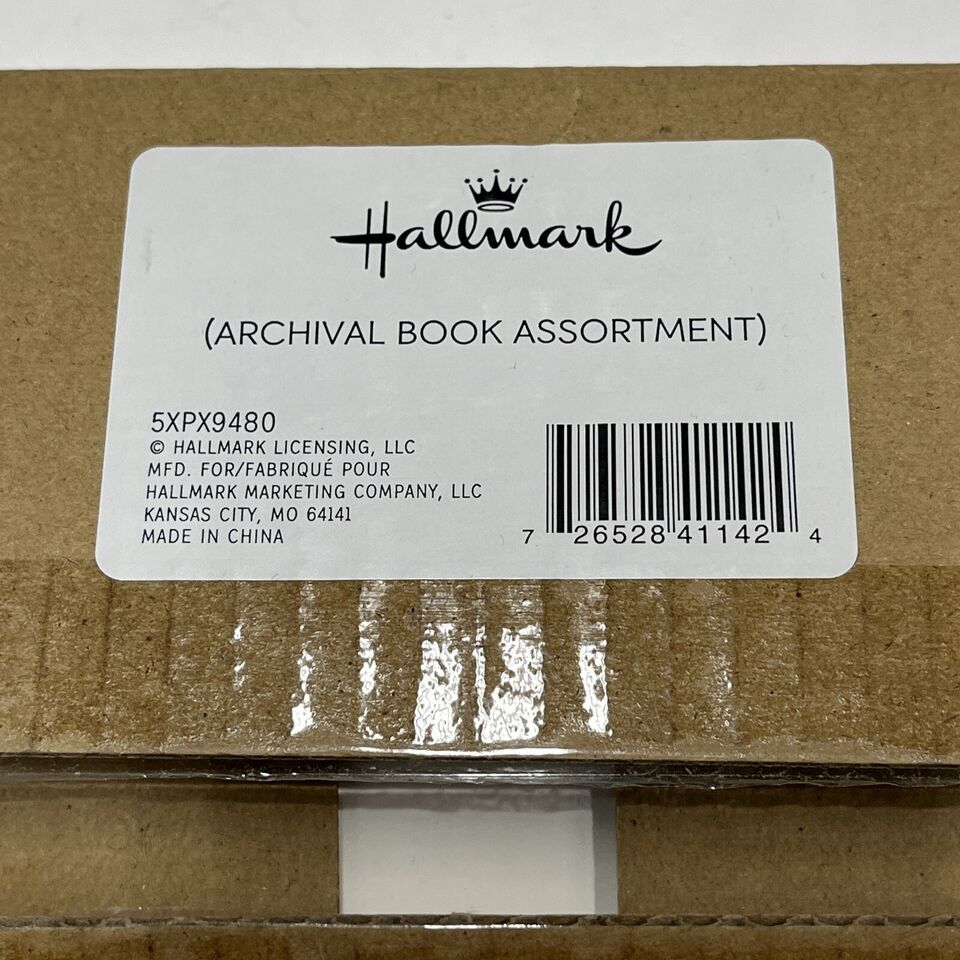 Hallmark
(ARCHIVAL BOOK ASSORTMENT)
5XPX9480
© HALLMARK LICENSING, LLC
MFD. FOR/FABRIQUÉ POUR
HALLMARK MARKETING COMPANY, LLC
KANSAS CITY, MO 64141
MADE IN CHINA
7 26528 41142 4